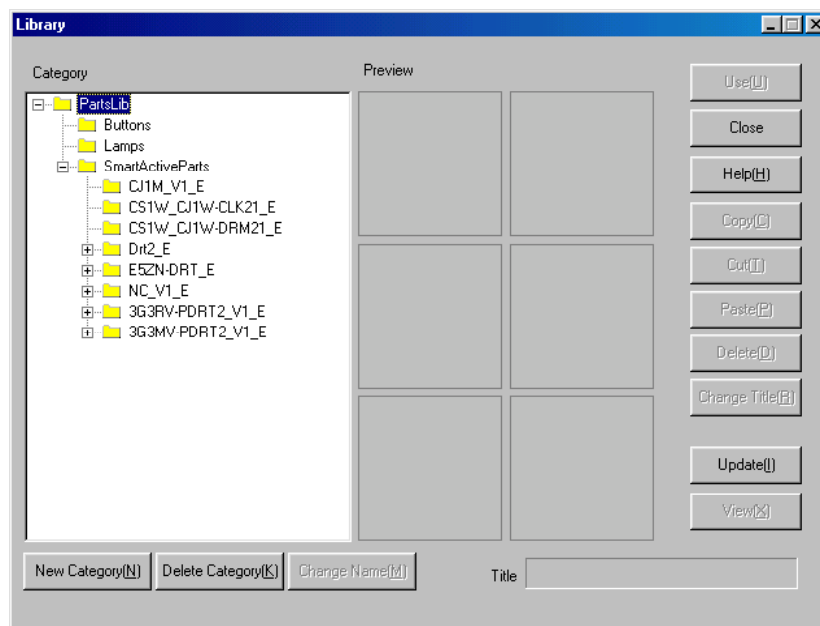 Library
Category
Preview
PartsLib
Buttons
Lamps
SmartActiveParts
CJ1M_V1_E
CS1W_CJ1W-CLK21_E
CS1W_CJ1W-DRM21_E
Drt2_E
E5ZN-DRT_E
NC_V1_E
3G3RV-PDRT2_V1_E
3G3MV-PDRT2_V1_E
Use(U)
Close
Help(H)
Copy(C)
Cut(T)
Paste(P)
Delete(D)
Change Title(R)
Update(I)
View(X)
New Category(N)
Delete Category(K)
Change Name(M)
Title